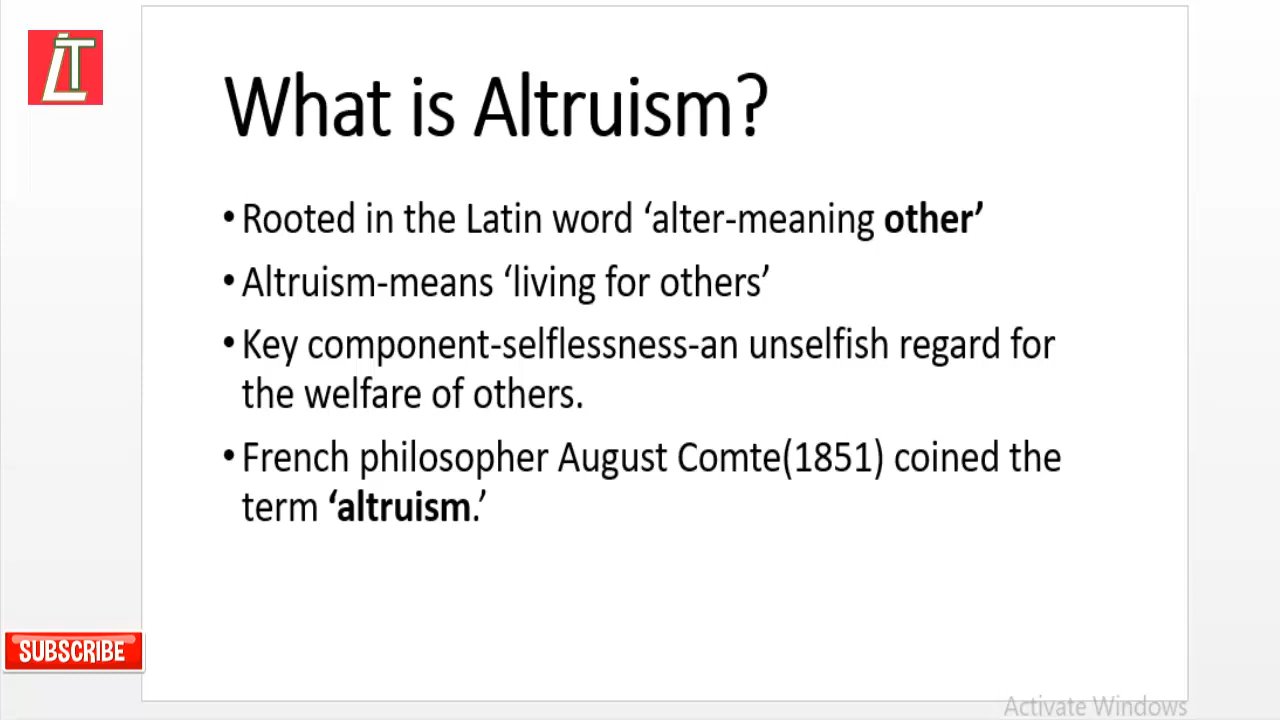 LiT
What is Altruism?
• Rooted in the Latin word ‘alter-meaning other’
• Altruism-means ‘living for others’
• Key component-selflessness-an unselfish regard for
the welfare of others.
• French philosopher August Comte(1851) coined the
term ‘altruism.’
SUBSCRIBE
Activate Windows